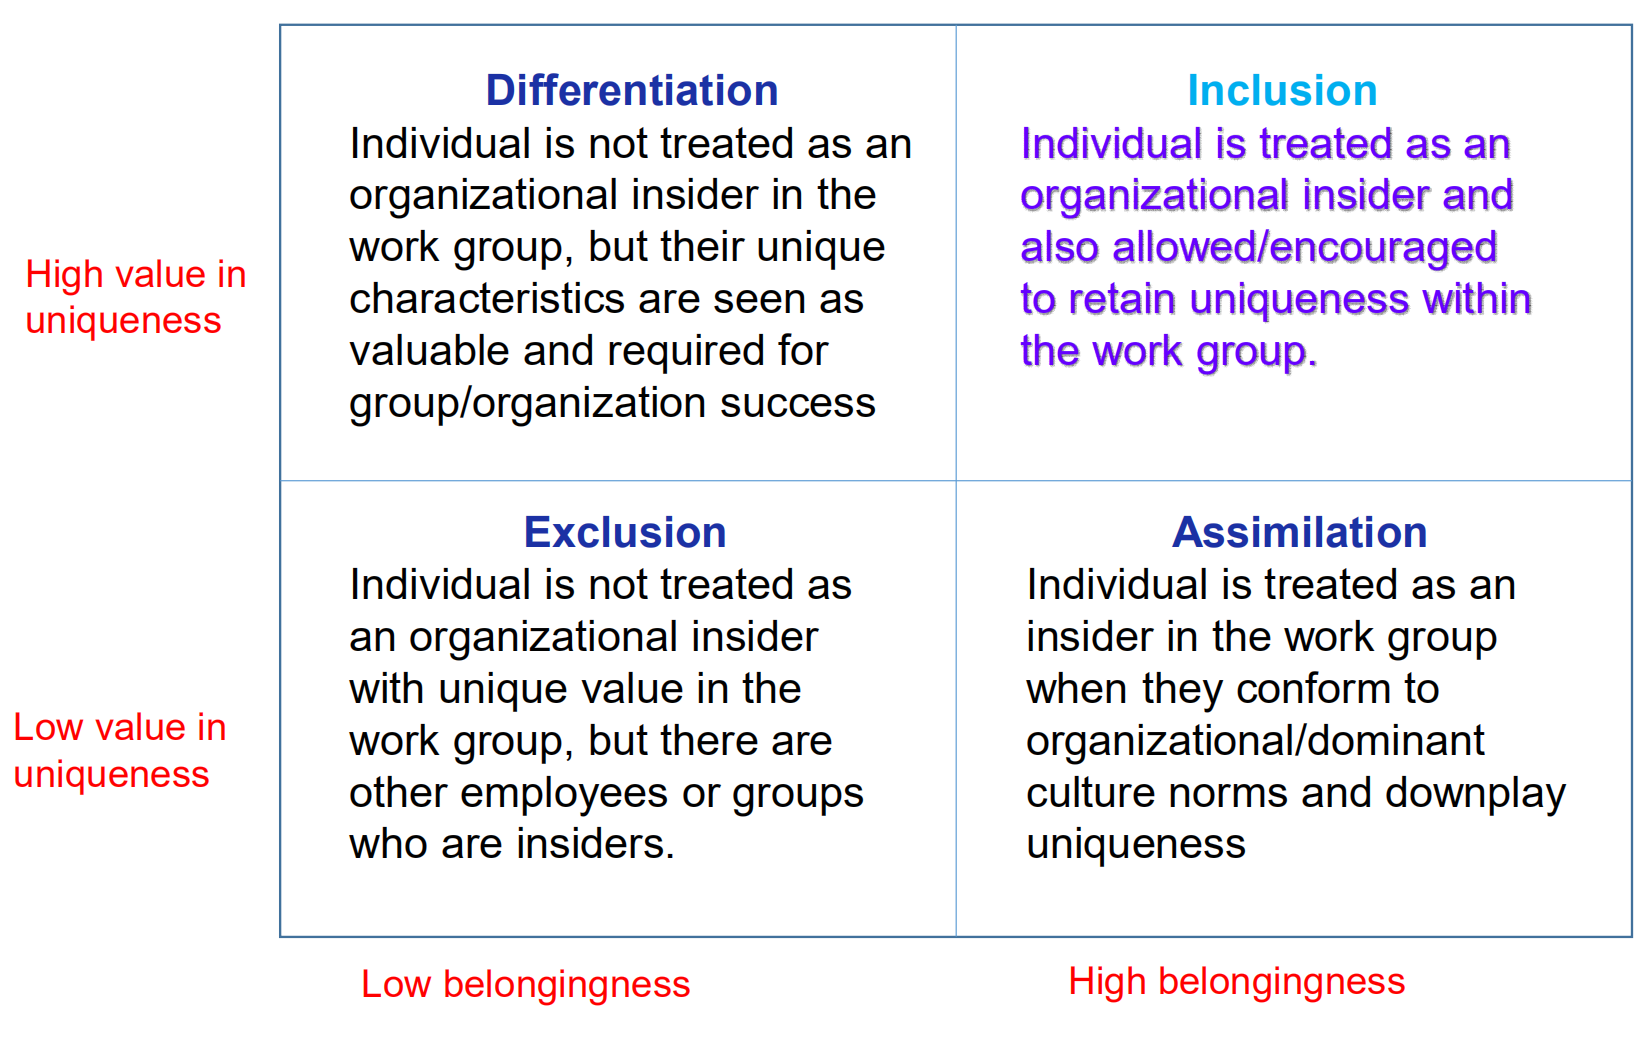 Differentiation
Individual is not treated as an
organizational insider in the
work group, but their unique
characteristics are seen as
valuable and required for
group/organization success
Inclusion
Individual is treated as an
organizational insider and
also allowed/encouraged
to retain uniqueness within
the work group.
High value in
uniqueness
Exclusion
Individual is not treated as
an organizational insider
with unique value in the
work group, but there are
other employees or groups
who are insiders.
Assimilation
Individual is treated as an
insider in the work group
when they conform to
organizational/dominant
culture norms and downplay
uniqueness
Low value in
uniqueness
Low belongingness
High belongingness